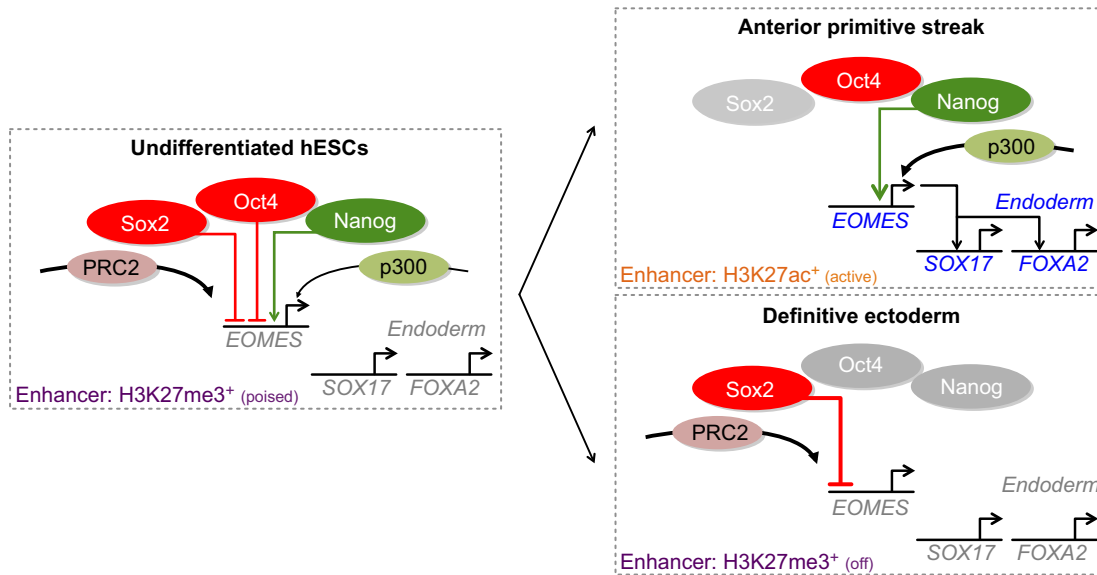 Undifferentiated hESCs
Oct4
Sox2
Nanog
PRC2
p300
EOMES
Endoderm
SOX17 FOXA2
Enhancer: H3K27me3+ (poised)
Anterior primitive streak
Oct4
Sox2
Nanog
p300
EOMES
Endoderm
SOX17 FOXA2
Enhancer: H3K27ac+ (active)
Definitive ectoderm
Oct4
Sox2
Nanog
PRC2
EOMES
Endoderm
SOX17 FOXA2
Enhancer: H3K27me3+ (off)